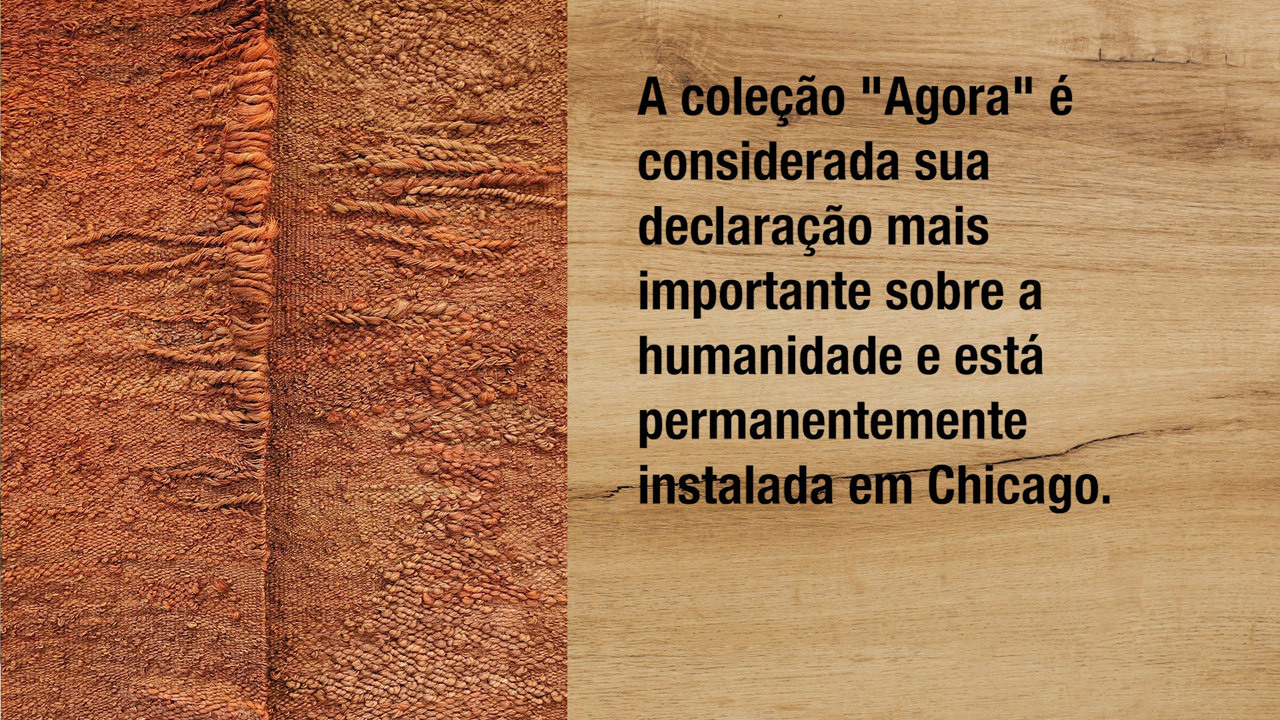 A coleção "Agora" é
considerada sua
declaração mais
importante sobre a
humanidade e está
permanentemente
instalada em Chicago.